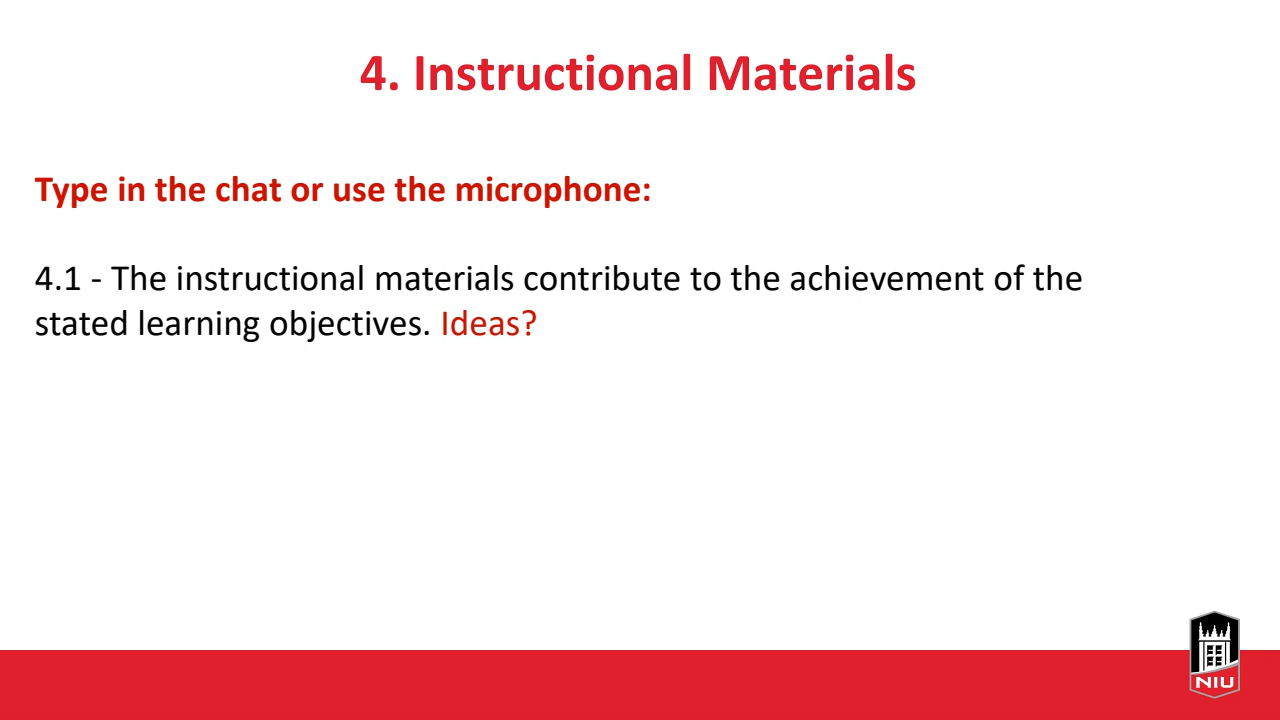 4. Instructional Materials
Type in the chat or use the microphone:
4.1 - The instructional materials contribute to the achievement of the
stated learning objectives. Ideas?
NIU